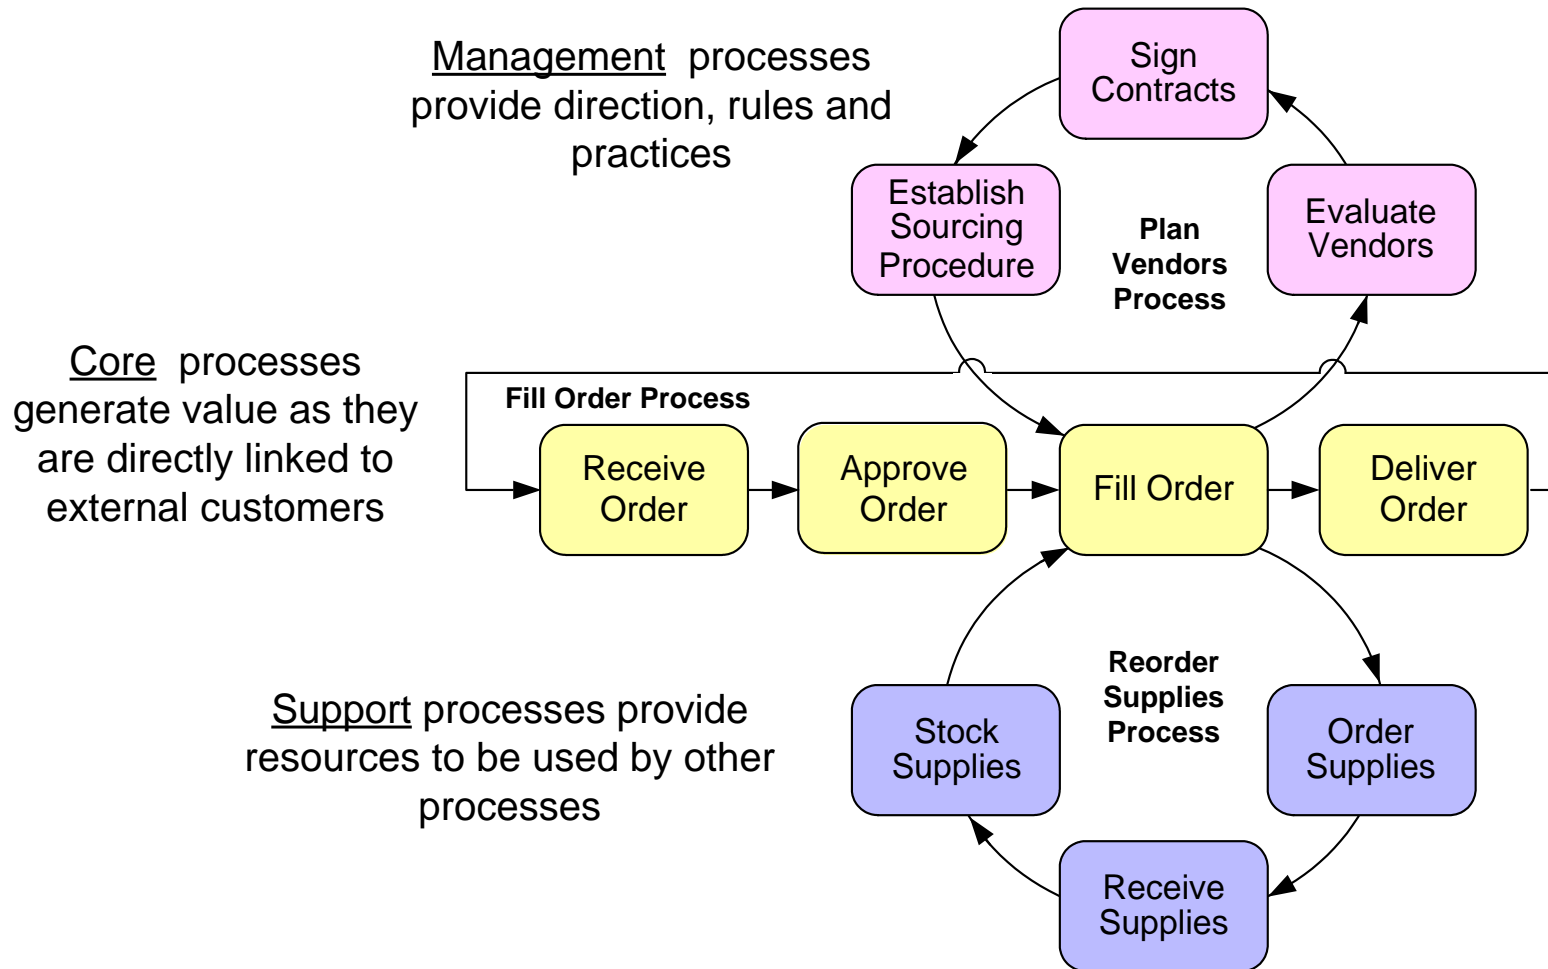 Management processes
provide direction, rules and
practices
Sign
Contracts
Establish
Sourcing
Procedure
Plan
Vendors
Process
Evaluate
Vendors
Core processes
generate value as they
are directly linked to
external customers
Fill Order Process
Receive
Order
Approve
Order
Fill Order
Deliver
Order
Support processes provide
resources to be used by other
processes
Stock
Supplies
Reorder
Supplies
Process
Order
Supplies
Receive
Supplies